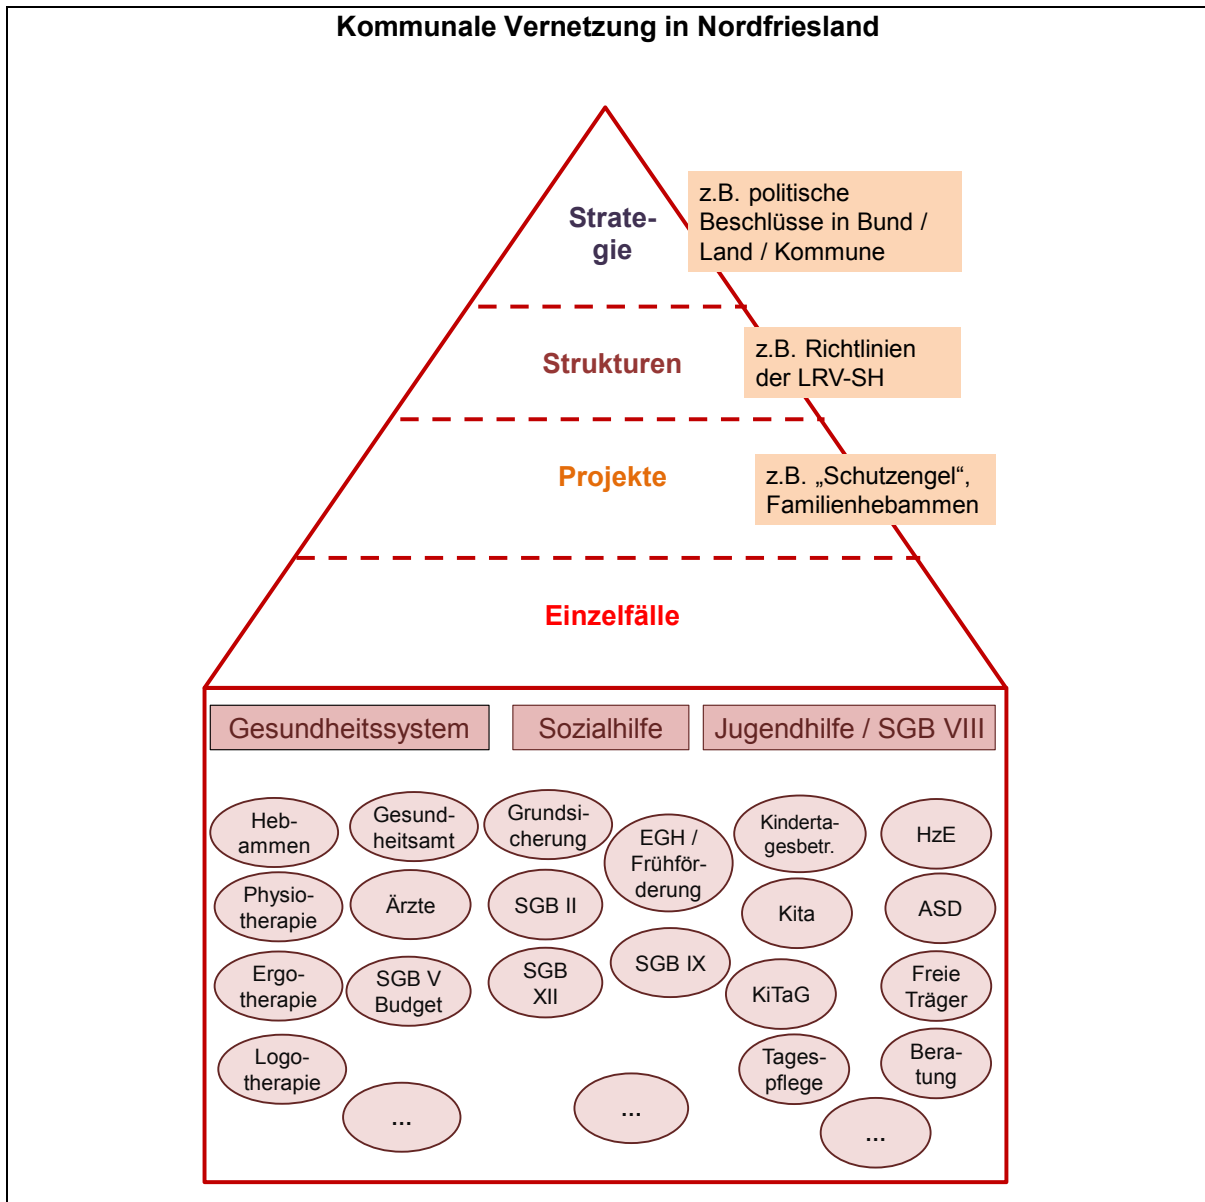 Kommunale Vernetzung in Nordfriesland
Strate-
gie
z.B. politische
Beschlüsse in Bund /
Land / Kommune
Strukturen
z.B. Richtlinien
der LRV-SH
Projekte
z.B. „Schutzengel“,
Familienhebammen
Einzelfälle
Gesundheitssystem
Sozialhilfe
Jugendhilfe / SGB VIII
Heb-
ammen
Gesund-
heitsamt
Grundsi-
cherung
EGH /
Frühför-
derung
Kinderta-
gesbetr.
HzE
Physio-
therapie
Ärzte
SGB II
Kita
ASD
Ergo-
therapie
SGB V
Budget
SGB
XII
SGB IX
KiTaG
Freie
Träger
Logo-
therapie
Tages-
pflege
Bera-
tung
...
...
...